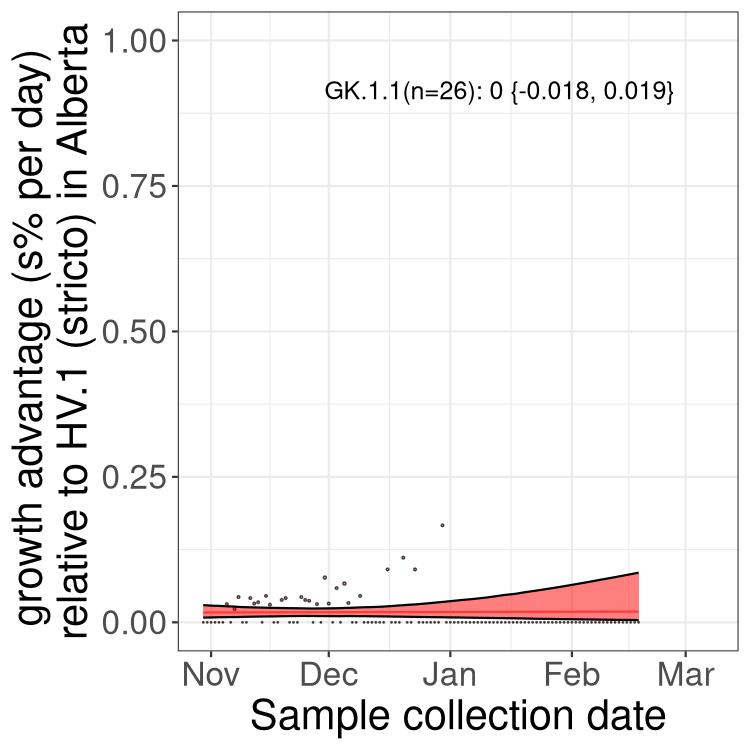 growth advantage (s% per day)
relative to HV.1 (stricto) in Alberta
1.00
0.75
0.50
0.25
0.00
GK.1.1(n=26): 0 {-0.018, 0.019}
Nov Dec Jan Feb Mar
Sample collection date